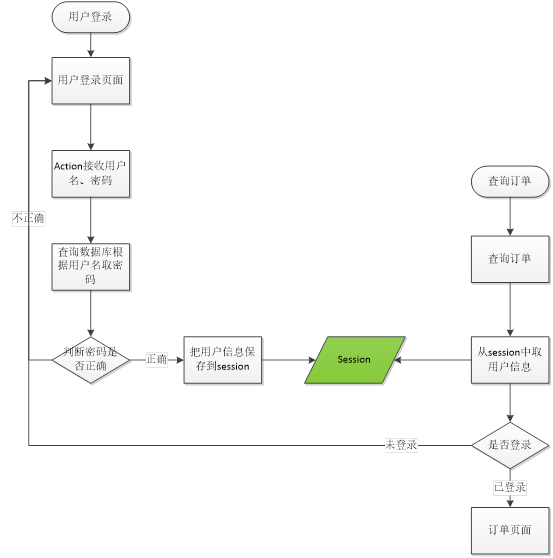 用户登录
用户登录页面
Action接收用户
名、密码
不正确
查询数据库根
据用户名取密
码
判断密码是
否正确
正确
把用户信息保
存到session
Session
查询订单
查询订单
从session中取
用户信息
是否登录
未登录
已登录
订单页面